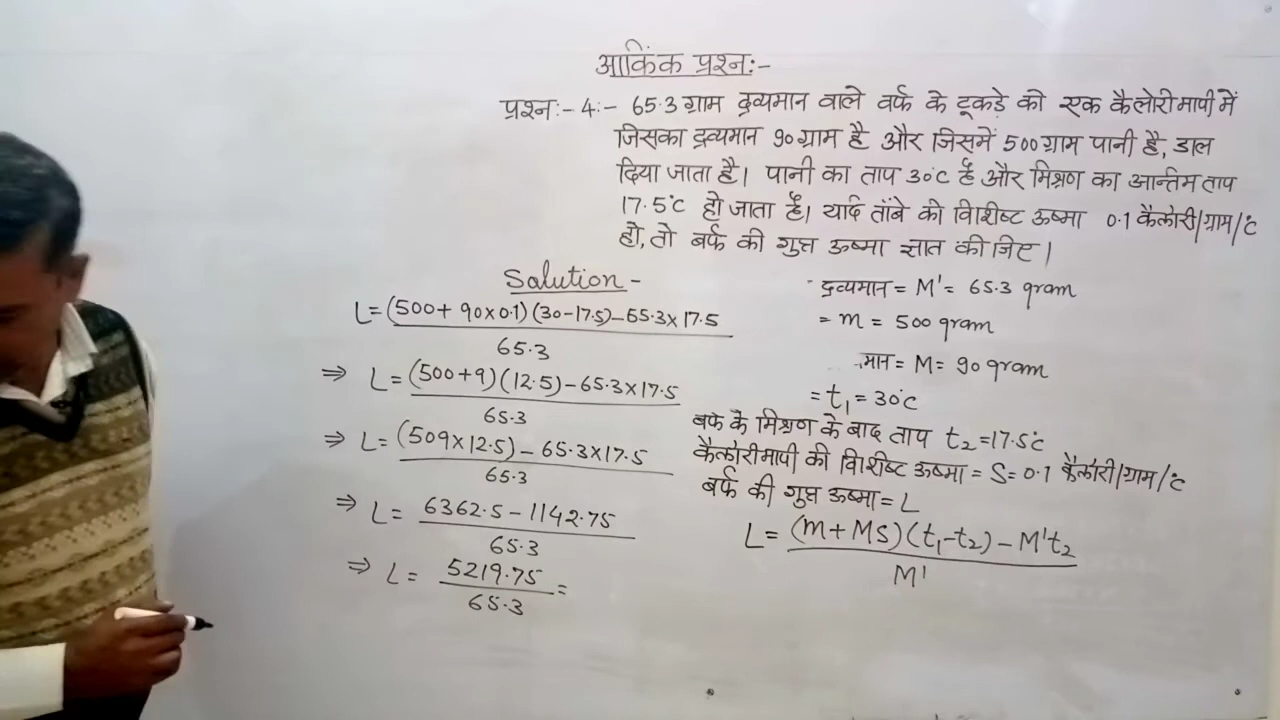 आकिंक प्रश्न:-
प्रश्न:- 4:- 65.3 ग्राम द्रव्यमान वाले वर्फ के टूकड़े को एक कैलोरीमापी में
जिसका द्रव्यमान 90 ग्राम है और जिसमें 500 ग्राम पानी है, डाल
दिया जाता है। पानी का ताप 30°C है और मिश्रण का अन्तिम ताप
17.5°C हो जाता है। यदि ताँबे की विशिष्ट ऊष्मा 0.1 कैलोरी/ग्राम/°C
हो, तो बर्फ की गुप्त ऊष्मा ज्ञात कीजिए।
Solution -
L = (500 + 90 x 0.1) (30 - 17.5) - 65.3 x 17.5
65.3
⇒ L = (500 + 9) (12.5) - 65.3 x 17.5
65.3
⇒ L = (509 x 12.5) - 65.3 x 17.5
65.3
⇒ L = 6362.5 - 1142.75
65.3
⇒ L = 5219.75 =
65.3
द्रव्यमान = M' = 65.3 gram
= m = 500 gram
मान = M = 90 gram
= t₁ = 30°C
बर्फ के मिश्रण के बाद ताप t₂ = 17.5°C
कैलोरीमापी की विशिष्ट ऊष्मा = S = 0.1 कैलोरी/ग्राम/°C
बर्फ की गुप्त ऊष्मा = L
L = (m + MS) (t₁ - t₂) - M't₂
M'